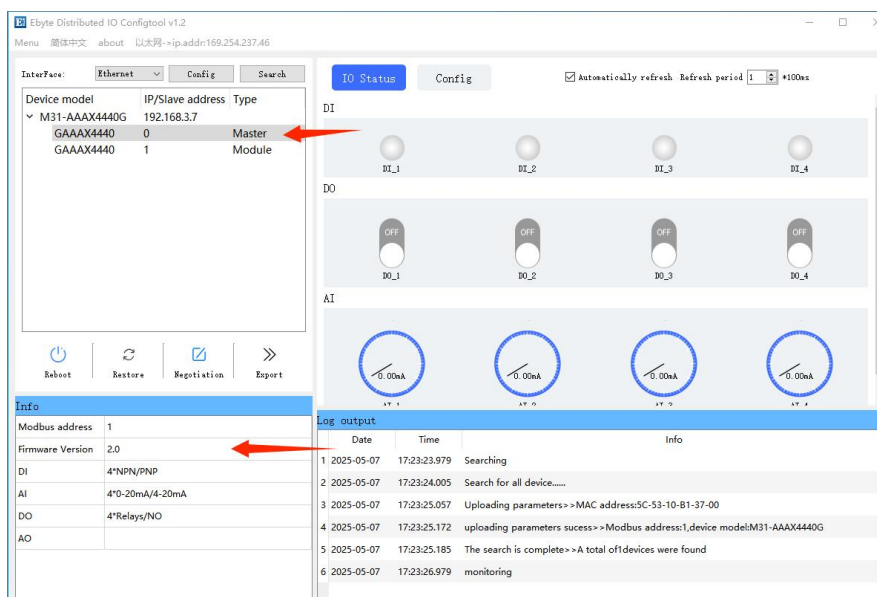 Ebyte Distributed IO Configtool v1.2
Menu 简体中文 about 以太网->ip.addr:169.254.237.46
InterFace: Ethernet Config Search
Device model IP/Slave address Type
M31-AAAX4440G 192.168.3.7
GAAAX4440 0 Master
GAAAX4440 1 Module
Reboot Restore Negotiation Export
Info
Modbus address 1
Firmware Version 2.0
DI 4*NPN/PNP
AI 4*0-20mA/4-20mA
DO 4*Relays/NO
AO
IO Status Config Automatically refresh Refresh period 1 *100ms
DI
DI_1 DI_2 DI_3 DI_4
DO
OFF OFF OFF OFF
DO_1 DO_2 DO_3 DO_4
AI
0.00mA 0.00mA 0.00mA 0.00mA
Log output
Date Time Info
1 2025-05-07 17:23:23.979 Searching
2 2025-05-07 17:23:24.005 Search for all device......
3 2025-05-07 17:23:25.057 Uploading parameters>>MAC address:5C-53-10-B1-37-00
4 2025-05-07 17:23:25.172 uploading parameters sucess>>Modbus address:1,device model:M31-AAAX4440G
5 2025-05-07 17:23:25.185 The search is complete>>A total of1devices were found
6 2025-05-07 17:23:26.979 monitoring